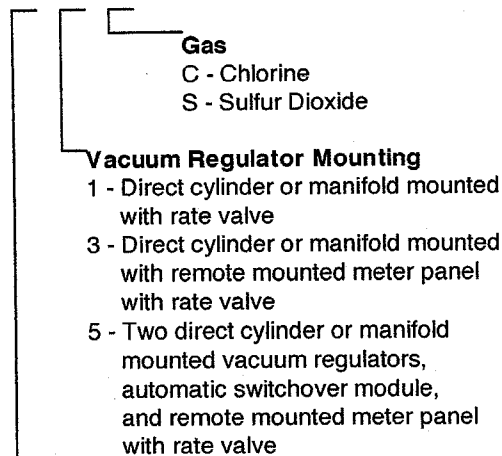 Gas
C - Chlorine
S - Sulfur Dioxide
Vacuum Regulator Mounting
1 - Direct cylinder or manifold mounted
with rate valve
3 - Direct cylinder or manifold mounted
with remote mounted meter panel
with rate valve
5 - Two direct cylinder or manifold
mounted vacuum regulators,
automatic switchover module,
and remote mounted meter panel
with rate valve